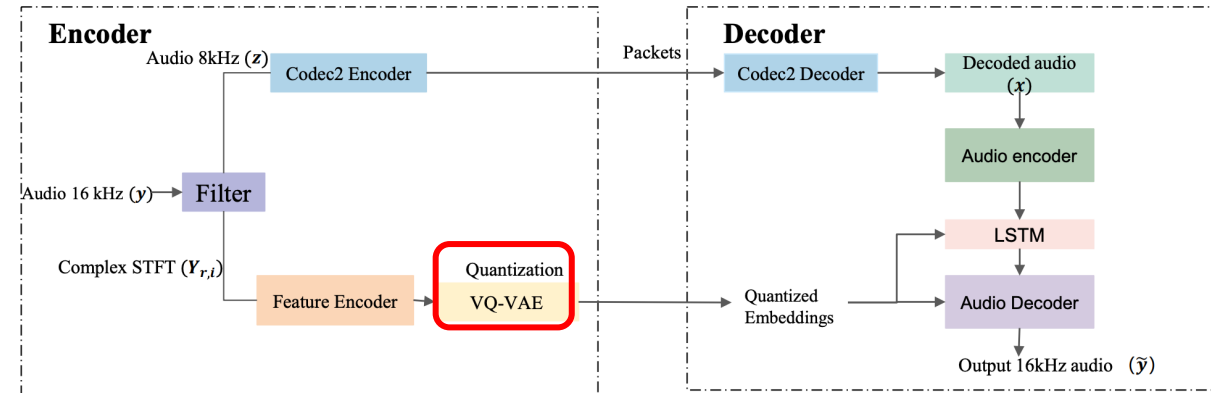 Encoder
Audio 8kHz (z)
Codec2 Encoder
Packets
Audio 16 kHz (y)
Filter
Complex STFT (Y_{r,i})
Feature Encoder
Quantization
VQ-VAE
Decoder
Codec2 Decoder
Decoded audio
(x)
Audio encoder
LSTM
Quantized
Embeddings
Audio Decoder
Output 16kHz audio (ỹ)